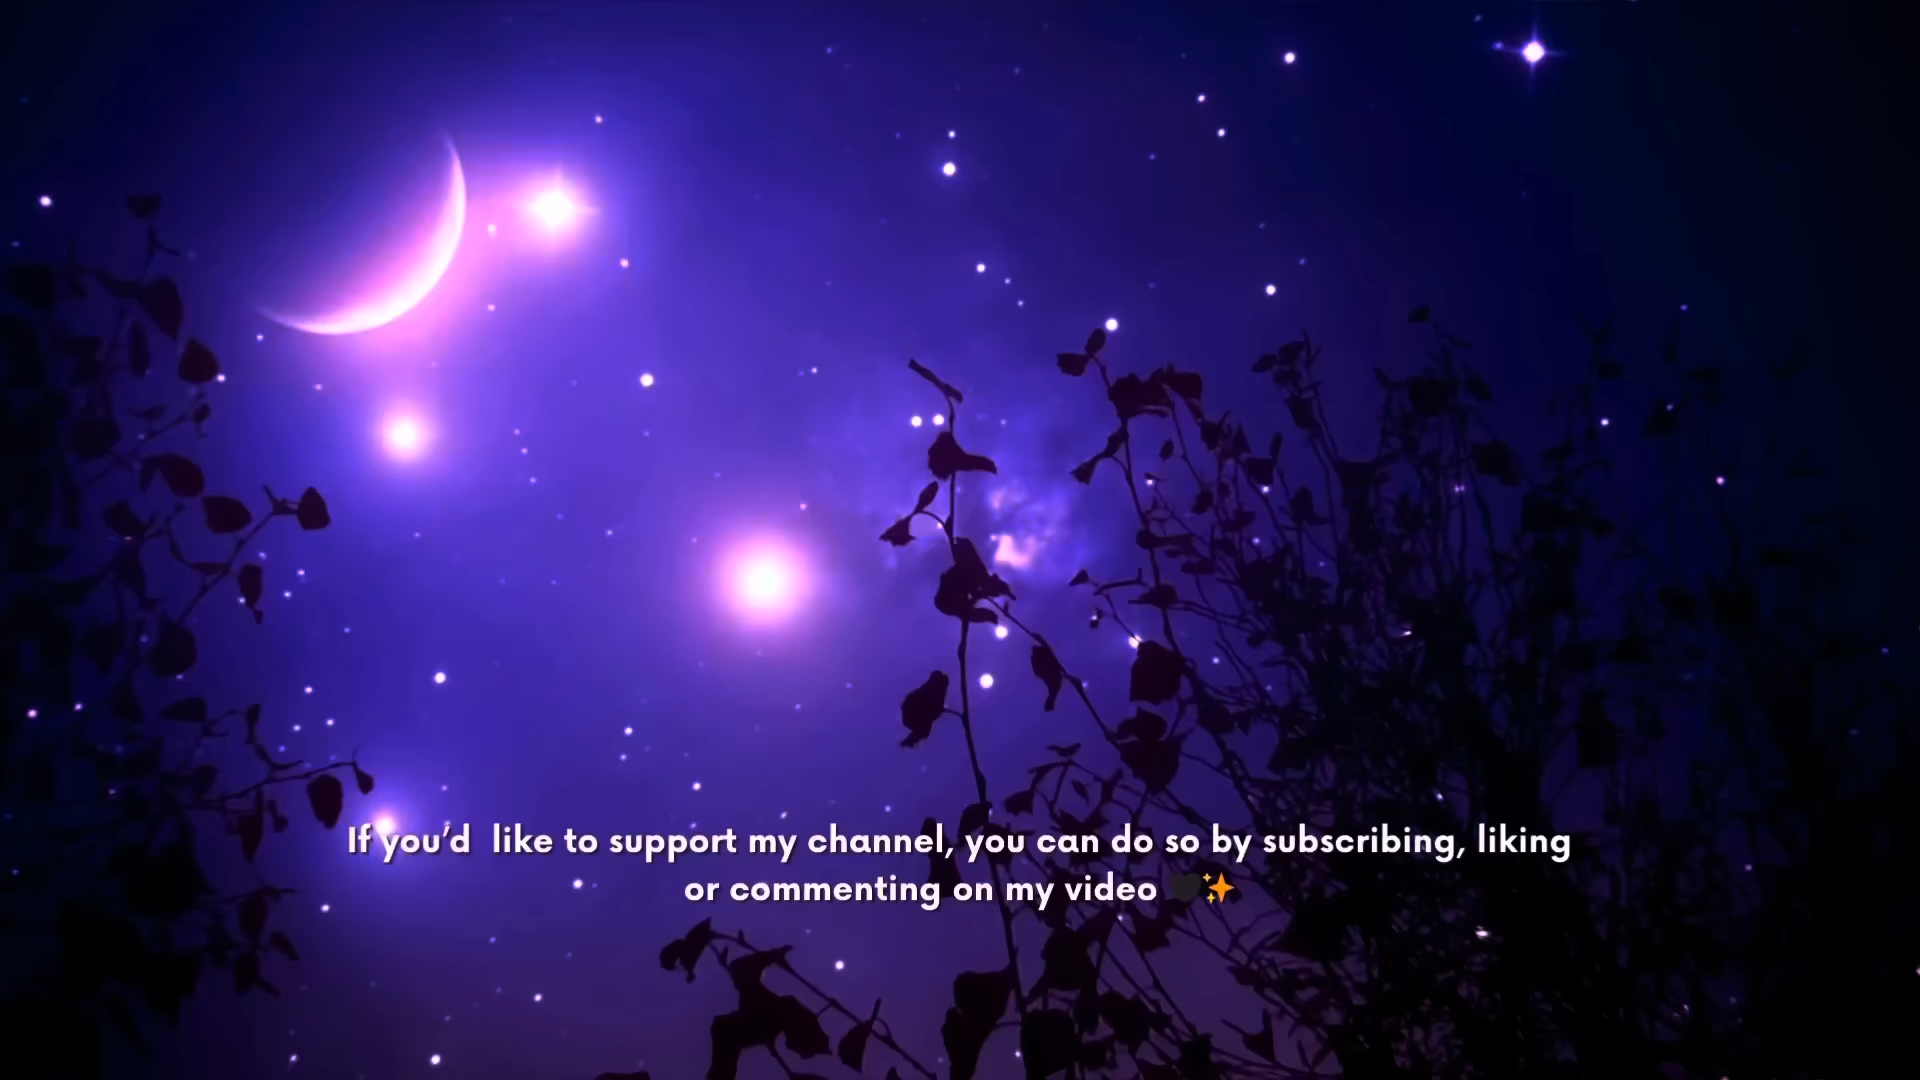 If you’d  like to support my channel, you can do so by subscribing, liking
or commenting on my video 🖤✨